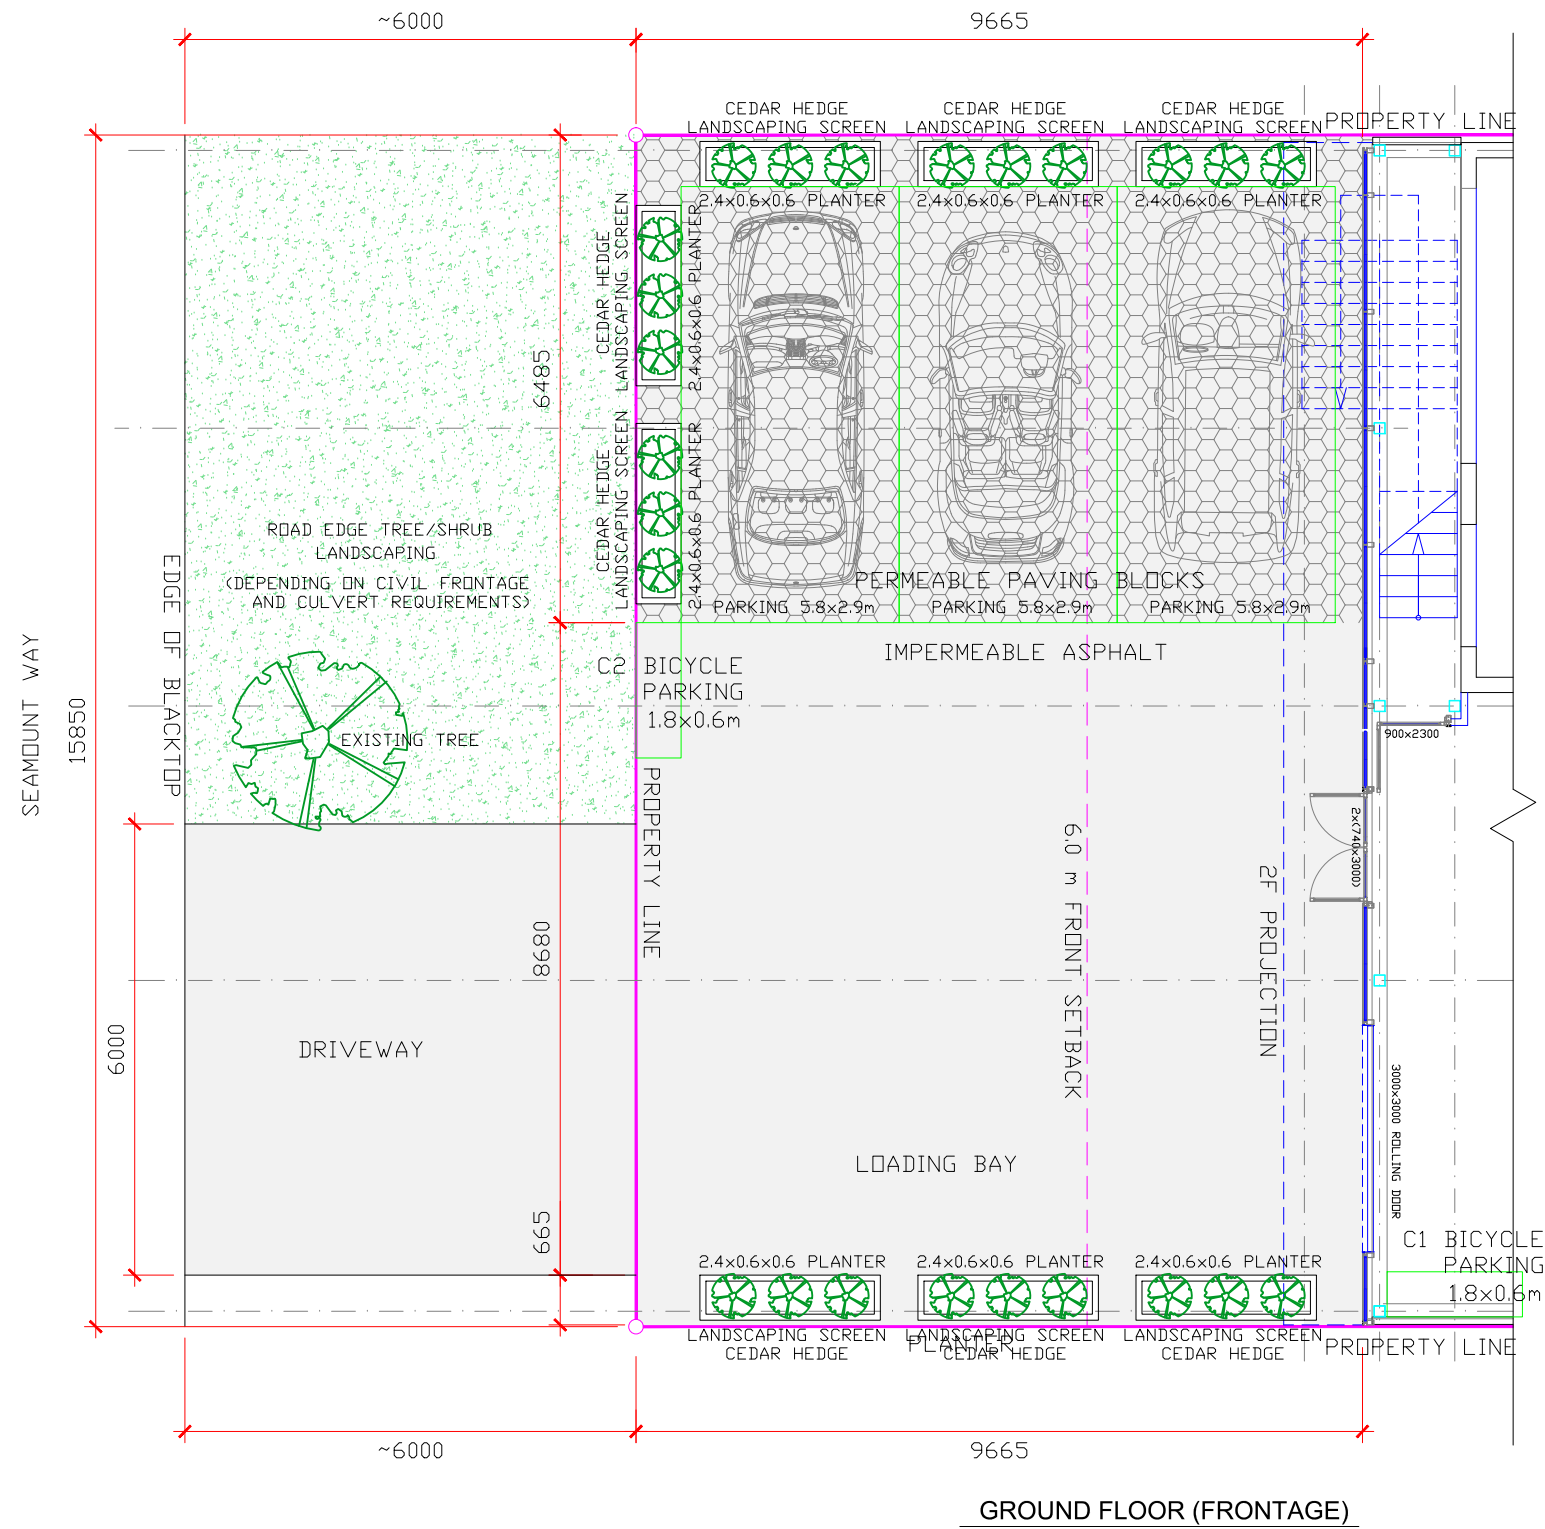 ~6000
9665
CEDAR HEDGE
LANDSCAPING SCREEN
CEDAR HEDGE
LANDSCAPING SCREEN
CEDAR HEDGE
LANDSCAPING SCREEN
PROPERTY LINE
2.4x0.6x0.6 PLANTER
2.4x0.6x0.6 PLANTER
2.4x0.6x0.6 PLANTER
CEDAR HEDGE
LANDSCAPING SCREEN
2.4x0.6x0.6 PLANTER
6485
CEDAR HEDGE
LANDSCAPING SCREEN
2.4x0.6x0.6 PLANTER
ROAD EDGE TREE/SHRUB
LANDSCAPING
(DEPENDING ON CIVIL FRONTAGE
AND CULVERT REQUIREMENTS)
PERMEABLE PAVING BLOCKS
PARKING 5.8x2.9m
PARKING 5.8x2.9m
PARKING 5.8x2.9m
IMPERMEABLE ASPHALT
SEAMOUNT WAY
15850
EDGE OF BLACKTOP
C2 BICYCLE
PARKING
1.8x0.6m
EXISTING TREE
900x2300
PROPERTY LINE
6.0 m FRONT SETBACK
2F PROJECTION
2x(740x3000)
8680
6000
DRIVEWAY
3000x3000 ROLLING DOOR
LOADING BAY
665
C1 BICYCLE
PARKING
1.8x0.6m
2.4x0.6x0.6 PLANTER
2.4x0.6x0.6 PLANTER
2.4x0.6x0.6 PLANTER
LANDSCAPING SCREEN
CEDAR HEDGE
LANDSCAPING SCREEN
PLANTER
CEDAR HEDGE
LANDSCAPING SCREEN
CEDAR HEDGE
PROPERTY LINE
~6000
9665
GROUND FLOOR (FRONTAGE)